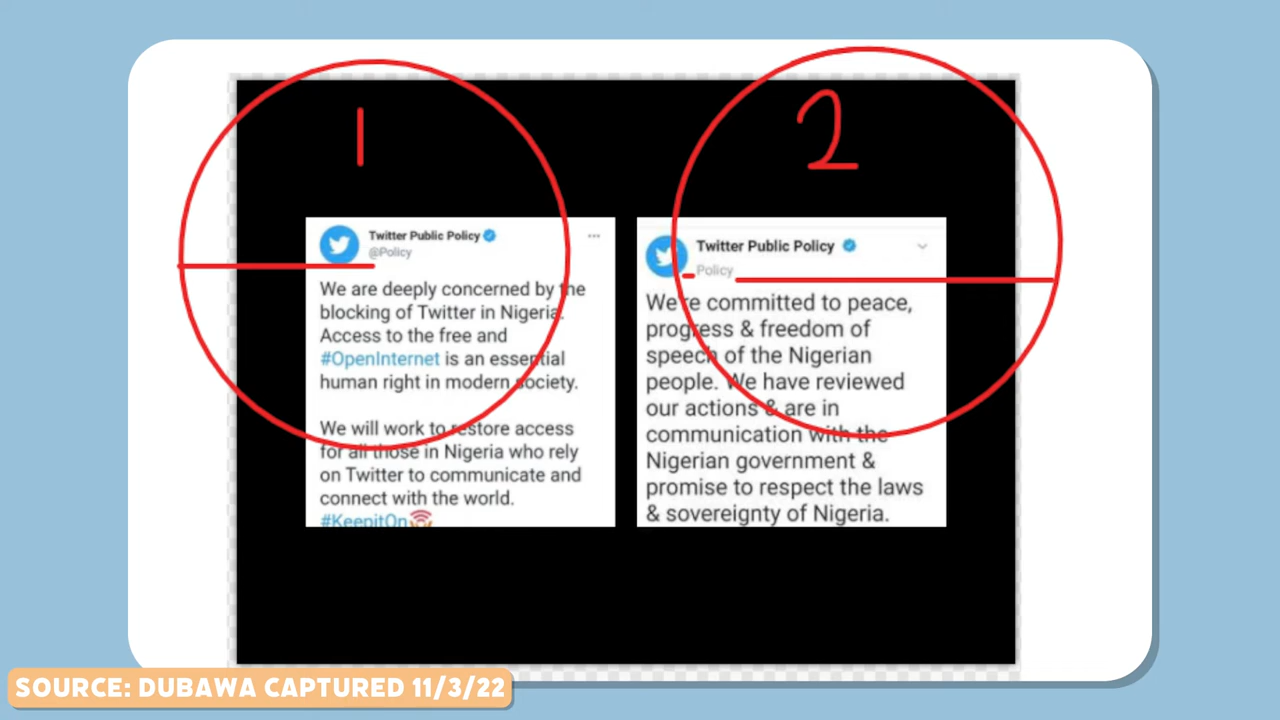 1
2
Twitter Public Policy
@Policy
We are deeply concerned by the
blocking of Twitter in Nigeria.
Access to the free and
#OpenInternet is an essential
human right in modern society.
We will work to restore access
for all those in Nigeria who rely
on Twitter to communicate and
connect with the world.
#KeepitOn
Twitter Public Policy
Policy
We're committed to peace,
progress & freedom of
speech of the Nigerian
people. We have reviewed
our actions & are in
communication with the
Nigerian government &
promise to respect the laws
& sovereignty of Nigeria.
SOURCE: DUBAWA CAPTURED 11/3/22